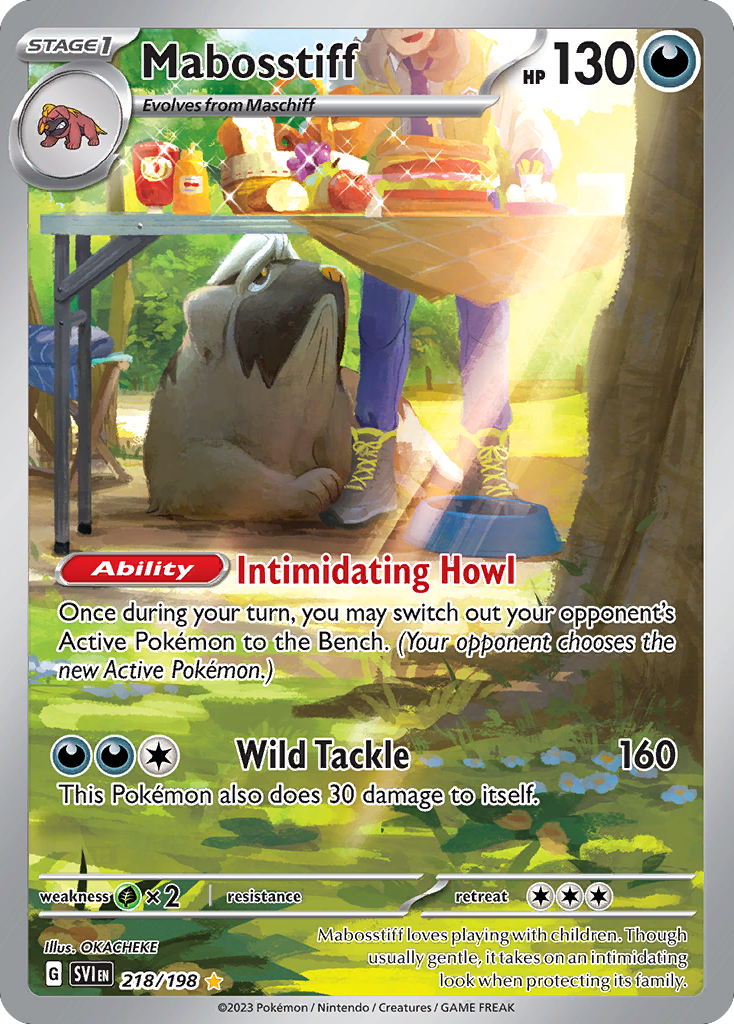 STAGE 1
Mabosstiff
HP 130
Evolves from Maschiff
Ability Intimidating Howl
Once during your turn, you may switch out your opponent's
Active Pokémon to the Bench. (Your opponent chooses the
new Active Pokémon.)
Wild Tackle 160
This Pokémon also does 30 damage to itself.
weakness ×2 resistance retreat
Illus. OKACHEKE
Mabosstiff loves playing with children. Though
usually gentle, it takes on an intimidating
look when protecting its family.
G SVI EN 218/198
©2023 Pokémon / Nintendo / Creatures / GAME FREAK